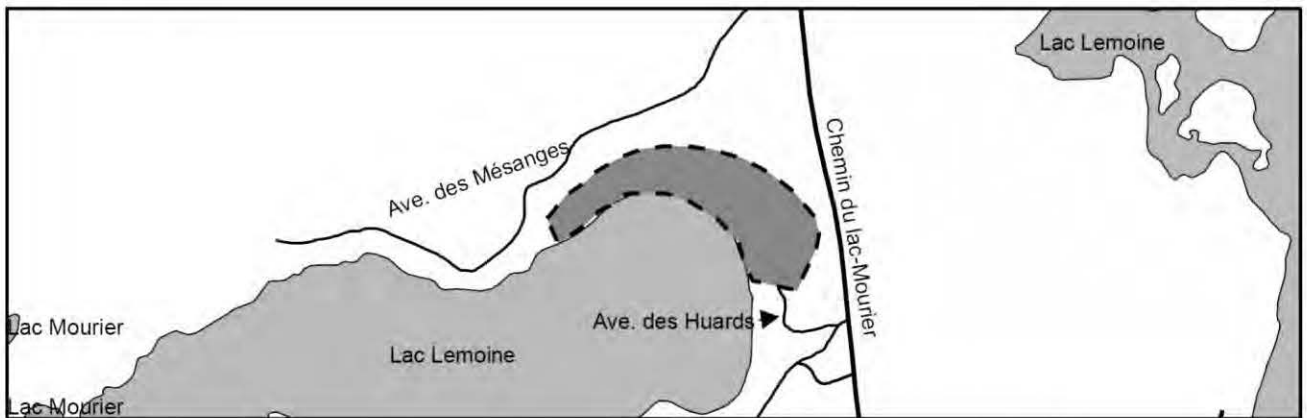 Lac Lemoine
Ave. des Mésanges
Chemin du lac-Mourier
Lac Mourier
Ave. des Huards
Lac Lemoine
Lac Mourier